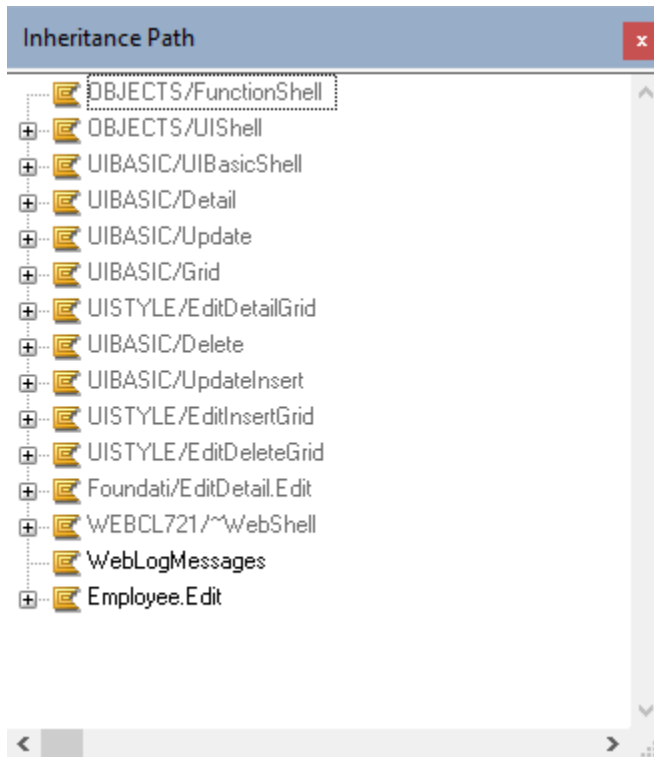 Inheritance Path
x
OBJECTS/FunctionShell
OBJECTS/UIShell
UIBASIC/UIBasicShell
UIBASIC/Detail
UIBASIC/Update
UIBASIC/Grid
UISTYLE/EditDetailGrid
UIBASIC/Delete
UIBASIC/UpdateInsert
UISTYLE/EditInsertGrid
UISTYLE/EditDeleteGrid
Foundati/EditDetail.Edit
WEBCL721/~WebShell
WebLogMessages
Employee.Edit